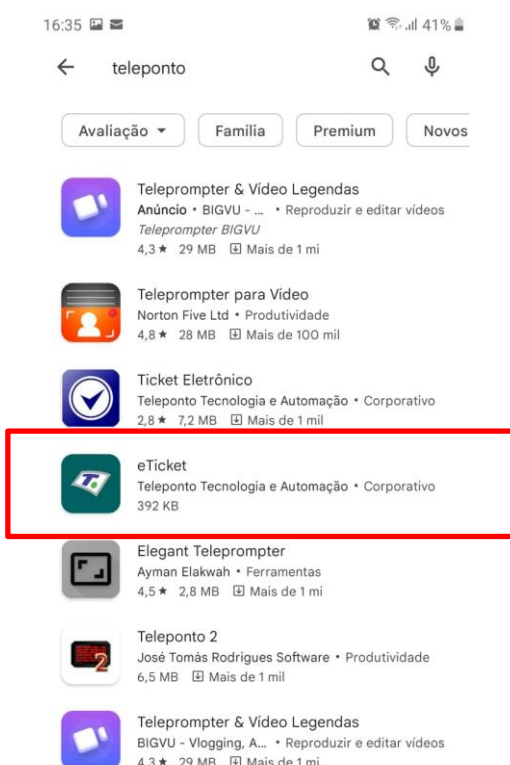 16:35 41%
teleponto
Avaliação Família Premium Novos
Teleprompter & Vídeo Legendas
Anúncio • BIGVU - ... • Reproduzir e editar vídeos
Teleprompter BIGVU
4,3★ 29 MB Mais de 1 mi
Teleprompter para Vídeo
Norton Five Ltd • Produtividade
4,8★ 28 MB Mais de 100 mil
Ticket Eletrônico
Teleponto Tecnologia e Automação • Corporativo
2,8★ 7,2 MB Mais de 1 mil
T.
eTicket
Teleponto Tecnologia e Automação • Corporativo
392 KB
Elegant Teleprompter
Ayman Elakwah • Ferramentas
4,5★ 2,8 MB Mais de 1 mi
2
Teleponto 2
José Tomás Rodrigues Software • Produtividade
6,5 MB Mais de 1 mil
Teleprompter & Vídeo Legendas
BIGVU - Vlogging, A... • Reproduzir e editar vídeos
4,3★ 29 MB Mais de 1 mi